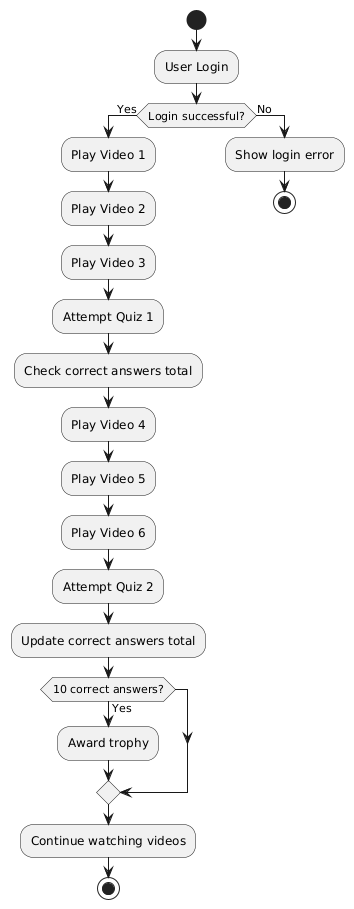 User Login
Login successful?
Yes
No
Play Video 1
Show login error
Play Video 2
Play Video 3
Attempt Quiz 1
Check correct answers total
Play Video 4
Play Video 5
Play Video 6
Attempt Quiz 2
Update correct answers total
10 correct answers?
Yes
Award trophy
Continue watching videos